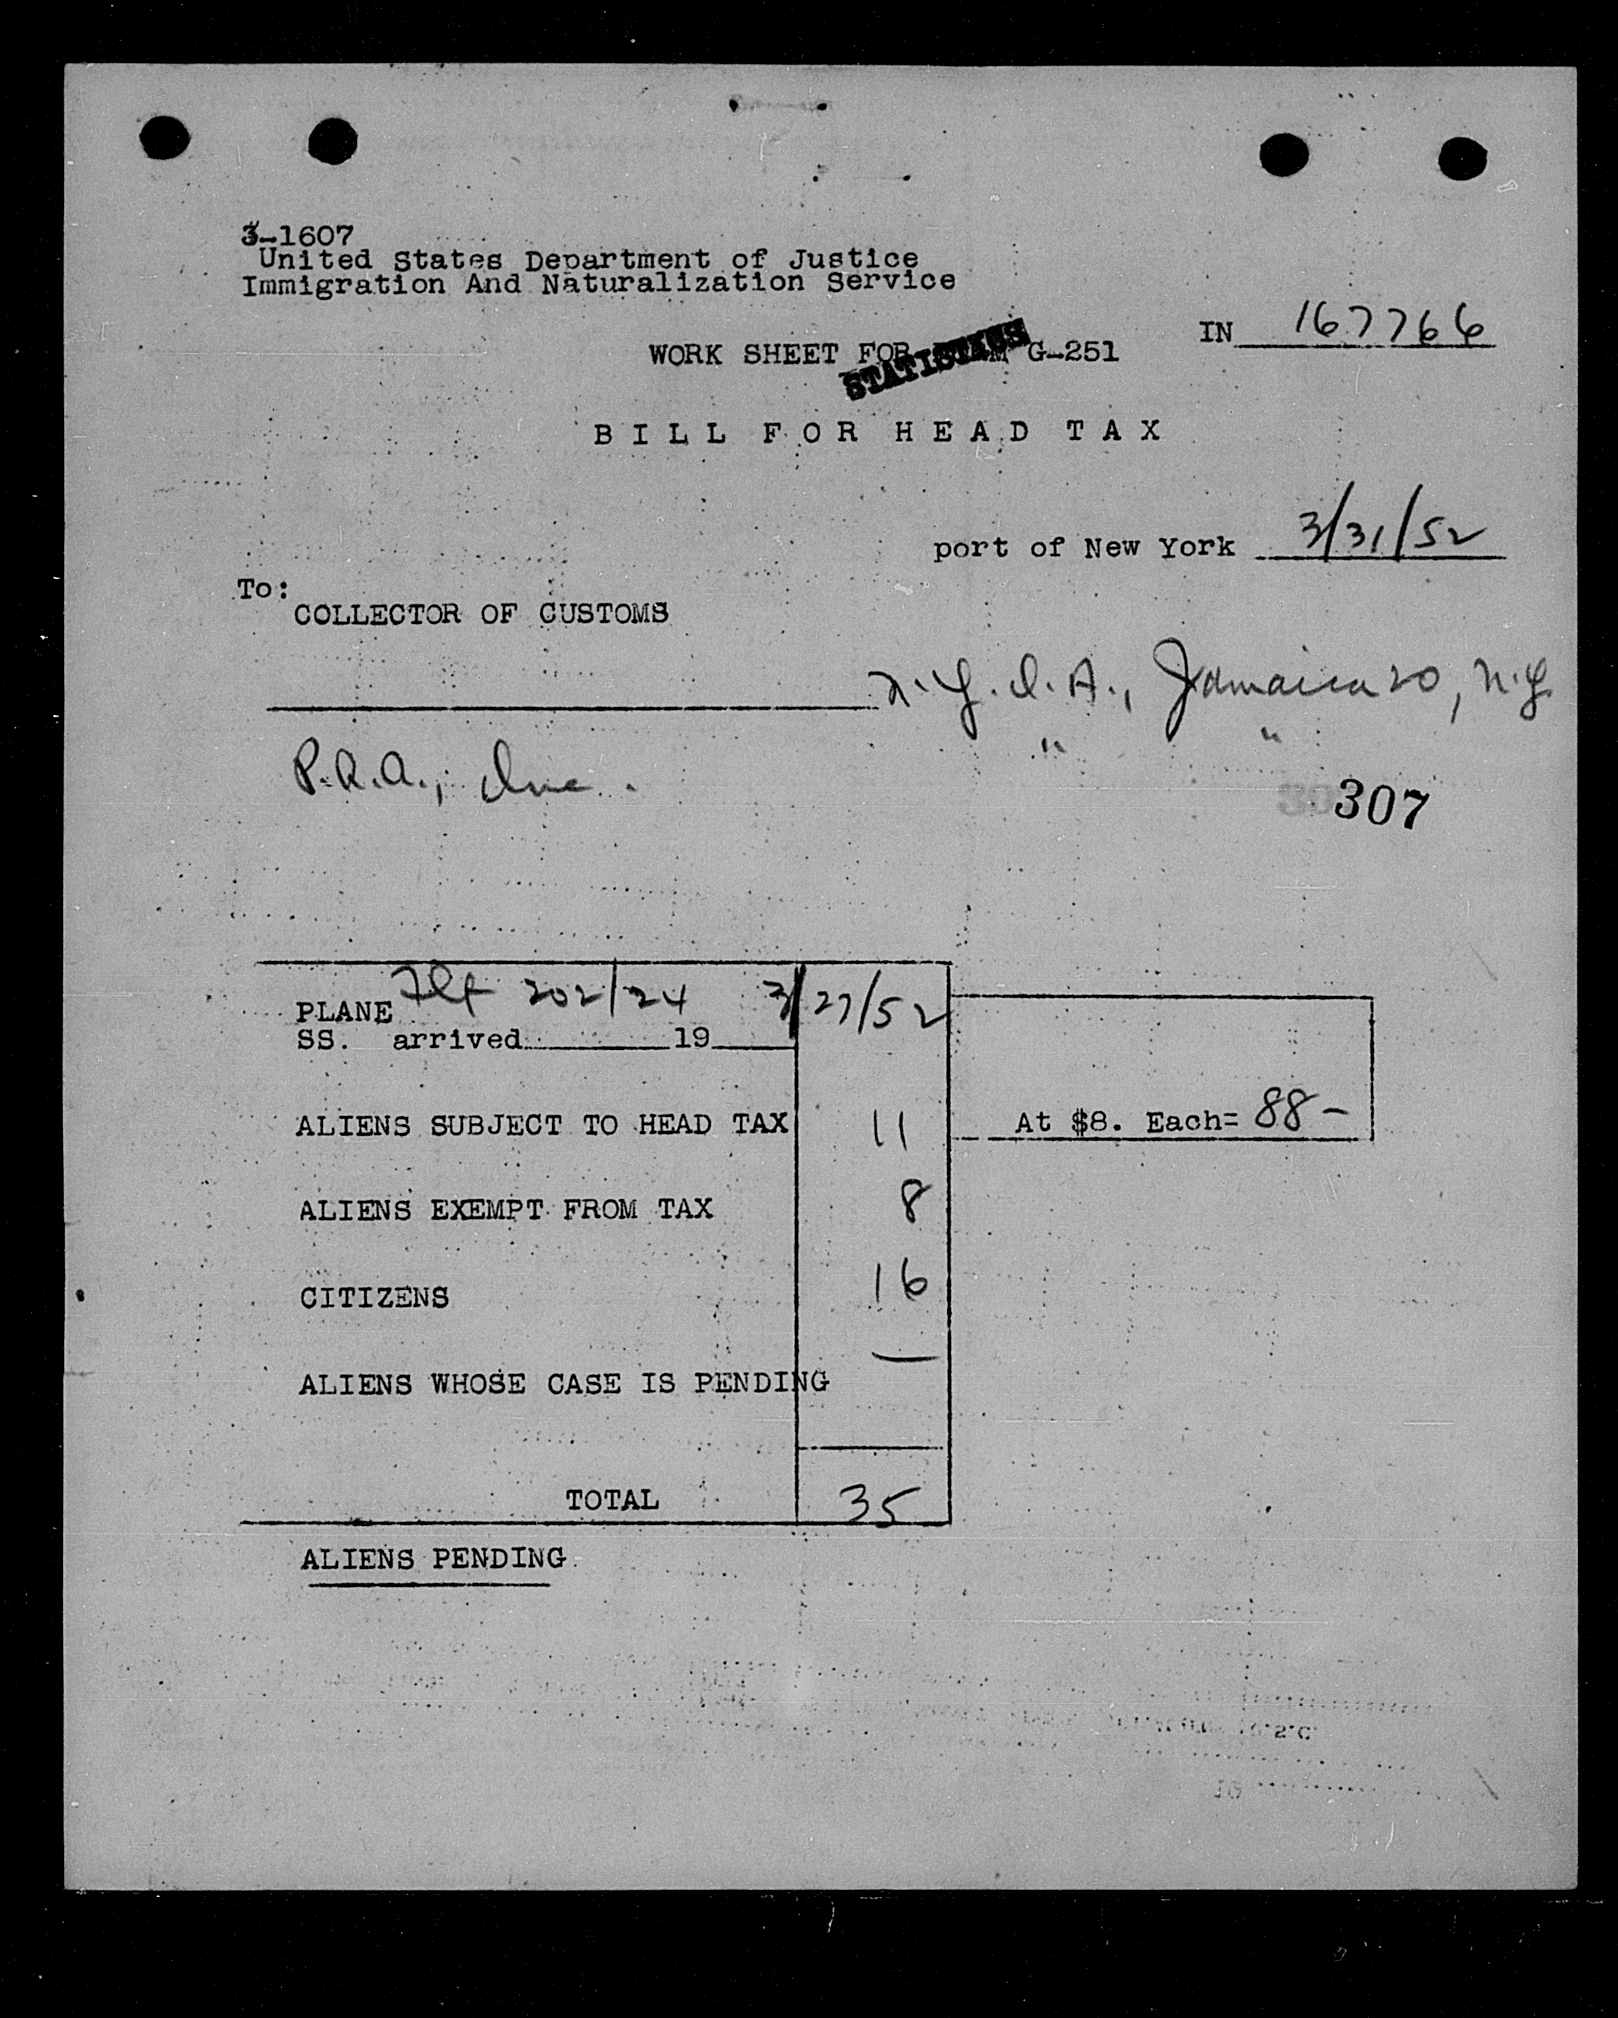 3-1607
United States Department of Justice
Immigration And Naturalization Service
IN 167766
WORK SHEET FOR G-251
STATISTICS
BILL FOR HEAD TAX
port of New York 3/31/52
To:
COLLECTOR OF CUSTOMS
N.Y.I.A., Jamaica 20, N.Y.
" "
P.A.A., Inc.
307
PLANE Flt 202/24 3/27/52
SS. arrived 19
ALIENS SUBJECT TO HEAD TAX 11 At $8. Each= 88-
ALIENS EXEMPT FROM TAX 8
CITIZENS 16
ALIENS WHOSE CASE IS PENDING —
TOTAL 35
ALIENS PENDING